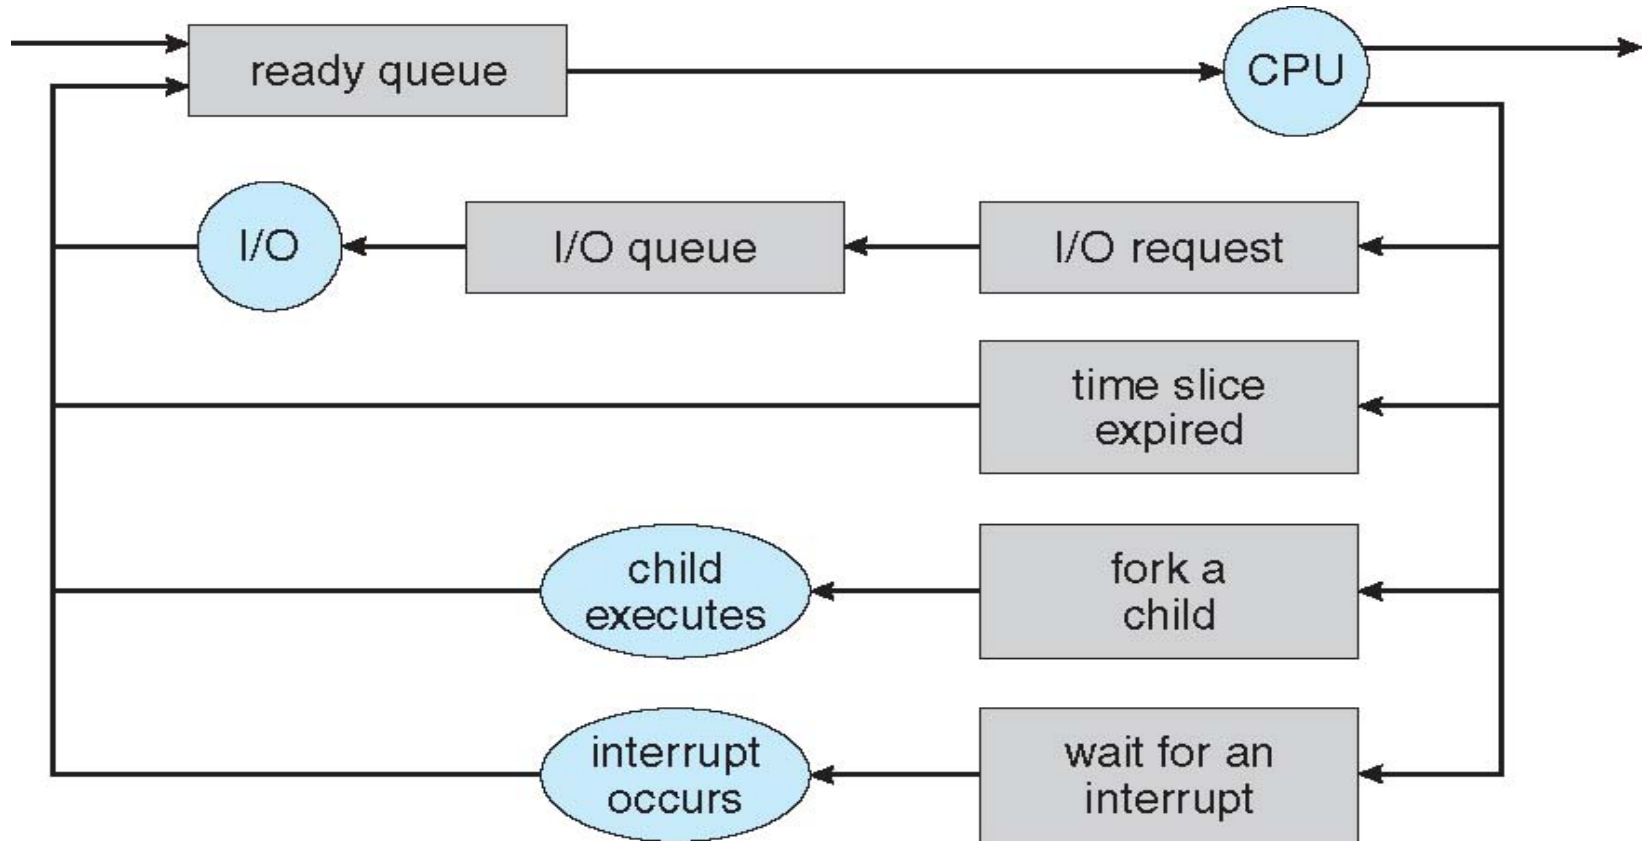 ready queue
CPU
I/O
I/O queue
I/O request
time slice
expired
child
executes
fork a
child
interrupt
occurs
wait for an
interrupt